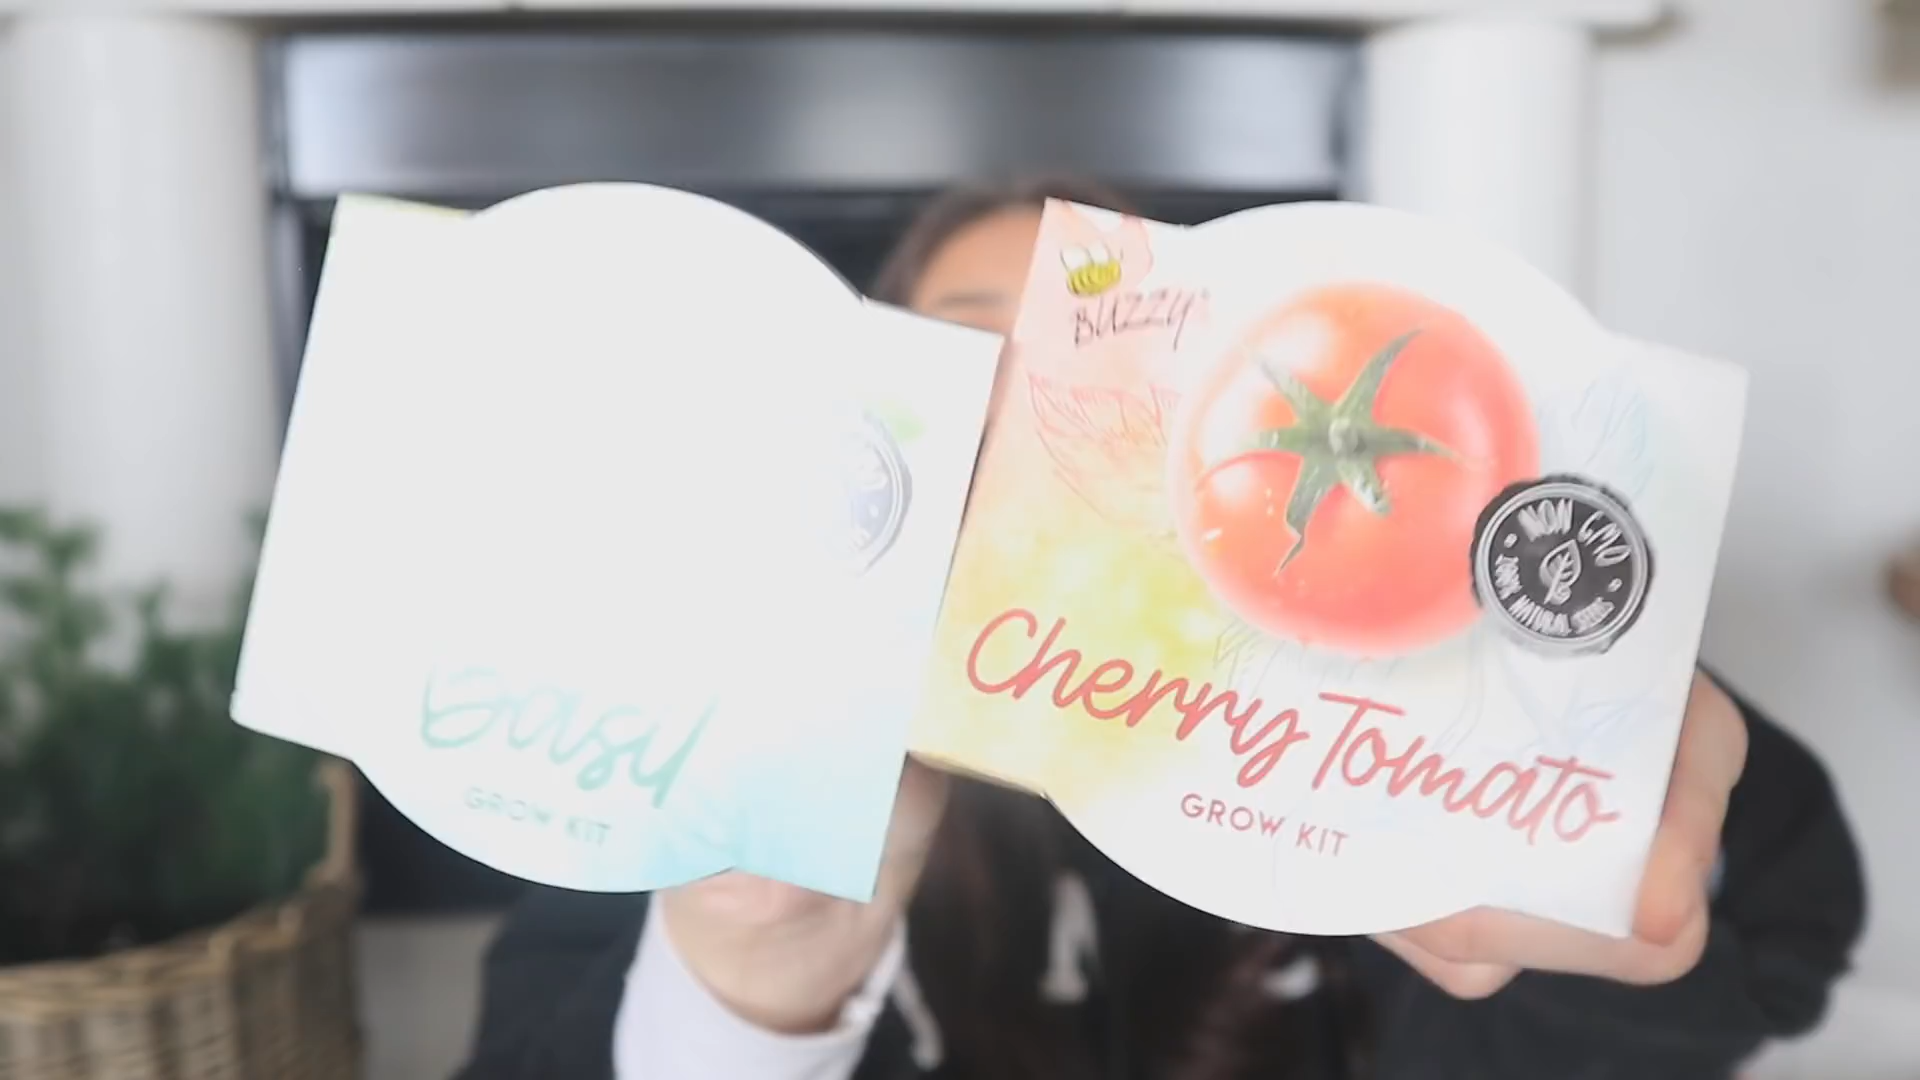 Basil
GROW KIT
BUZZY
NON GMO
100% NATURAL SEEDS
Cherry Tomato
GROW KIT